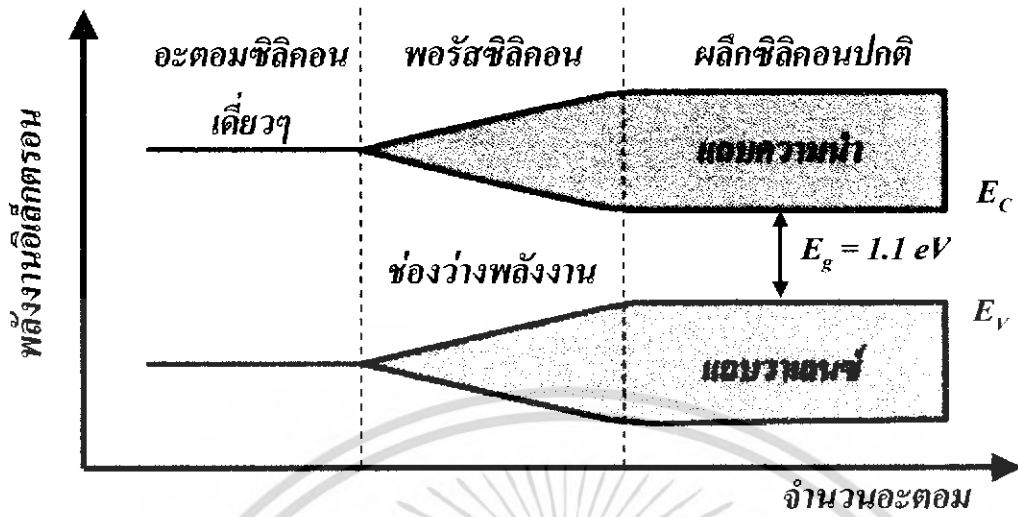 อะตอมซิลิคอน
เดี่ยวๆ
พอรัสซิลิคอน
ผลึกซิลิคอนปกติ
แถบความนำ
E_C
E_g = 1.1 eV
ช่องว่างพลังงาน
E_V
แถบวาเลนซ์
พลังงานอิเล็กตรอน
จำนวนอะตอม